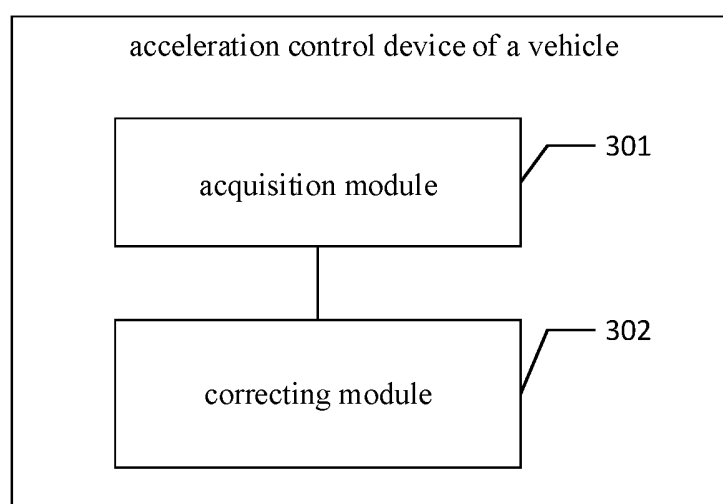 acceleration control device of a vehicle
acquisition module
301
correcting module
302